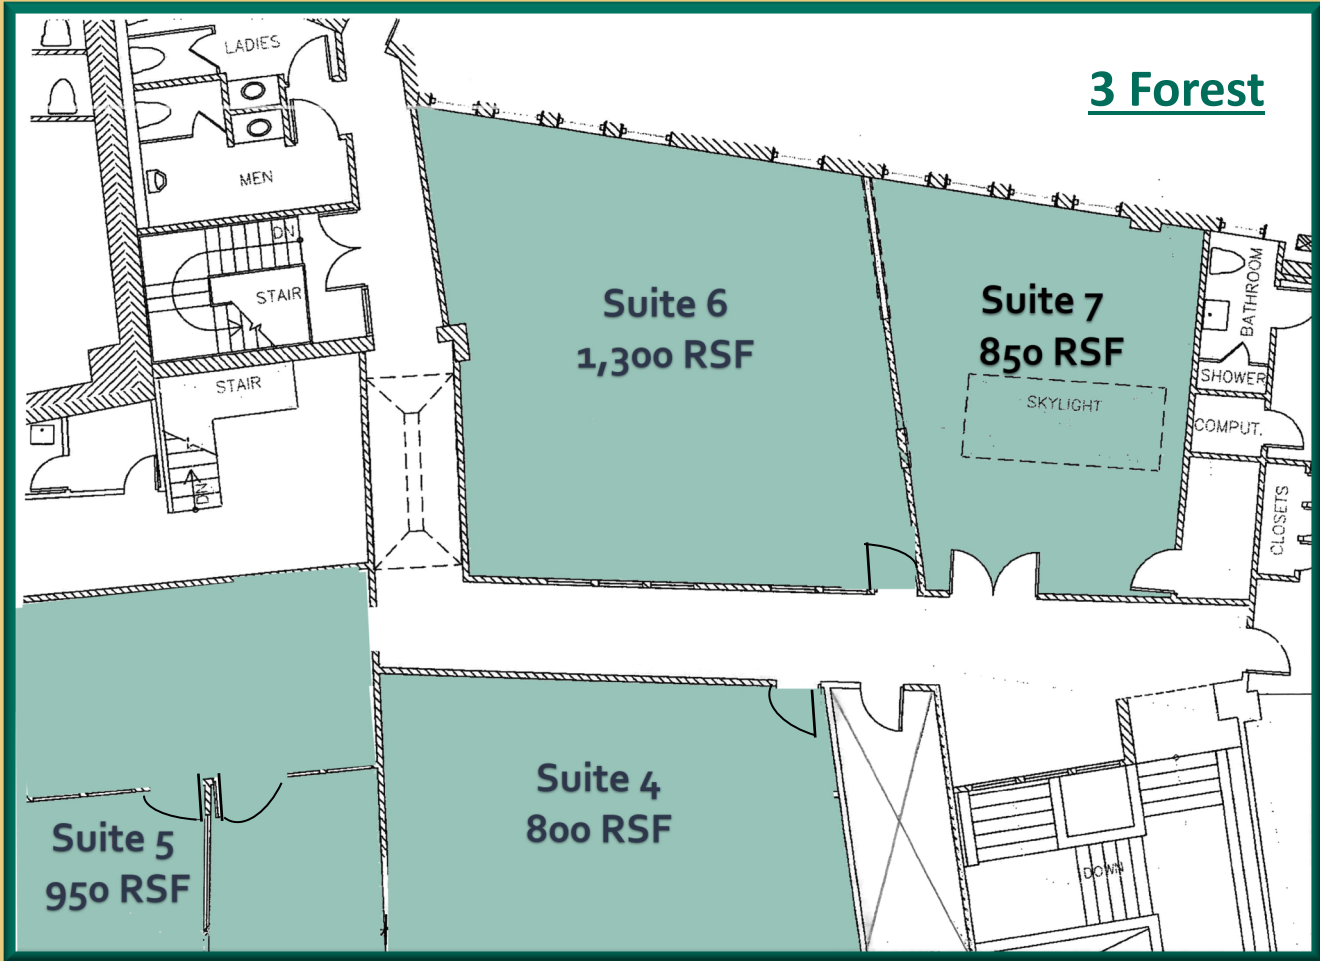 LADIES
3 Forest
MEN
DN
STAIR
BATHROOM
Suite 6
1,300 RSF
Suite 7
850 RSF
SHOWER
STAIR
SKYLIGHT
COMPUT.
DN
CLOSETS
Suite 4
800 RSF
Suite 5
950 RSF
DOWN